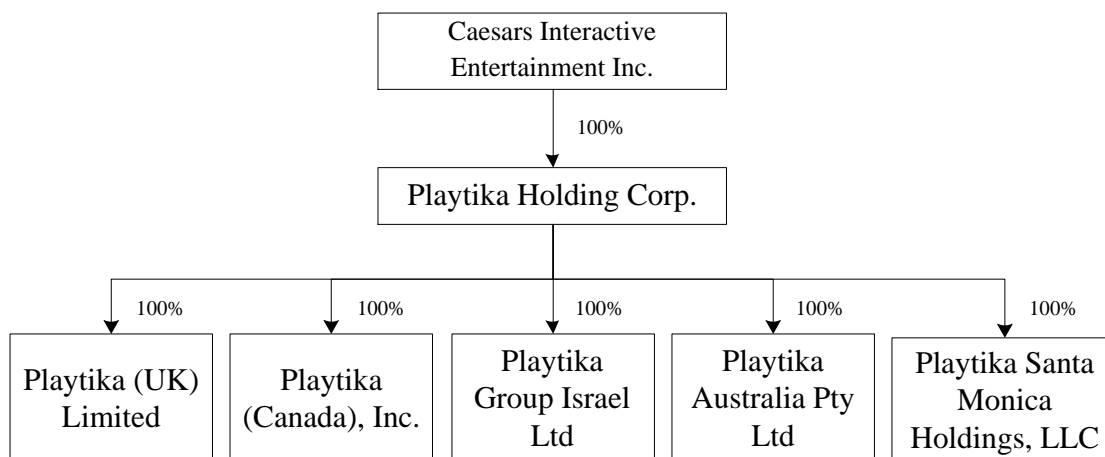 Caesars Interactive
Entertainment Inc.
100%
Playtika Holding Corp.
100%
100%
100%
100%
100%
Playtika (UK)
Limited
Playtika
(Canada), Inc.
Playtika
Group Israel
Ltd
Playtika
Australia Pty
Ltd
Playtika Santa
Monica
Holdings, LLC